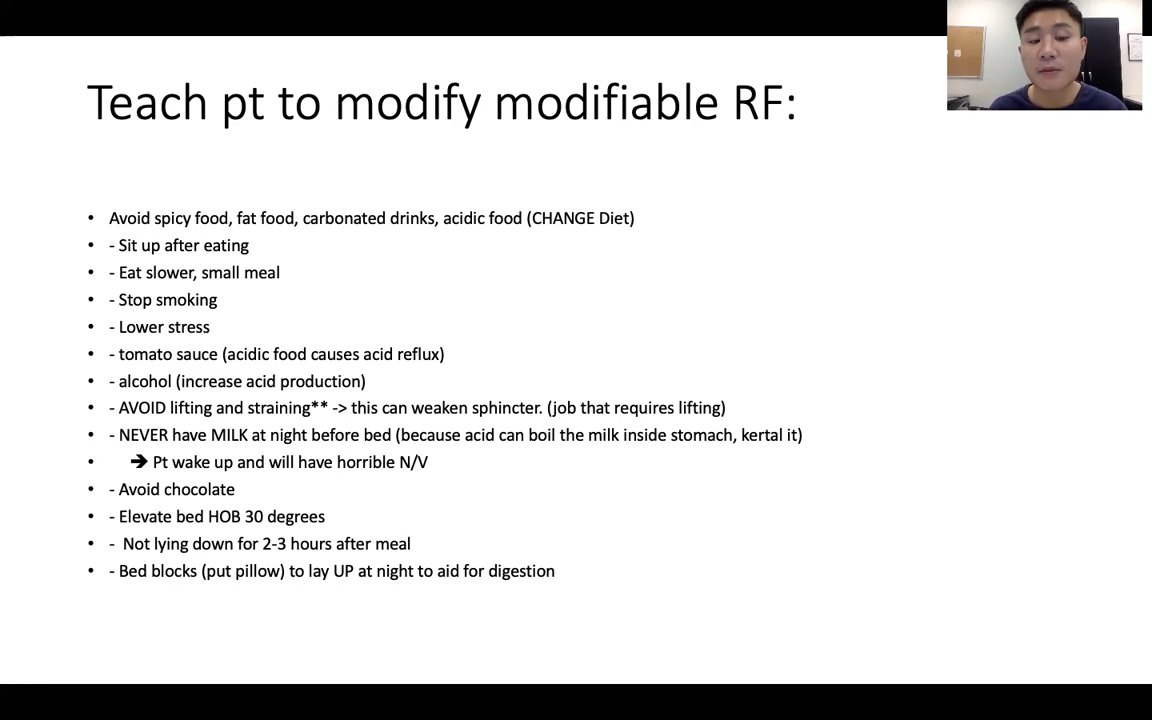 Teach pt to modify modifiable RF:
• Avoid spicy food, fat food, carbonated drinks, acidic food (CHANGE Diet)
• - Sit up after eating
• - Eat slower, small meal
• - Stop smoking
• - Lower stress
• - tomato sauce (acidic food causes acid reflux)
• - alcohol (increase acid production)
• - AVOID lifting and straining** -> this can weaken sphincter. (job that requires lifting)
• - NEVER have MILK at night before bed (because acid can boil the milk inside stomach, kertal it)
• ➔ Pt wake up and will have horrible N/V
• - Avoid chocolate
• - Elevate bed HOB 30 degrees
• - Not lying down for 2-3 hours after meal
• - Bed blocks (put pillow) to lay UP at night to aid for digestion